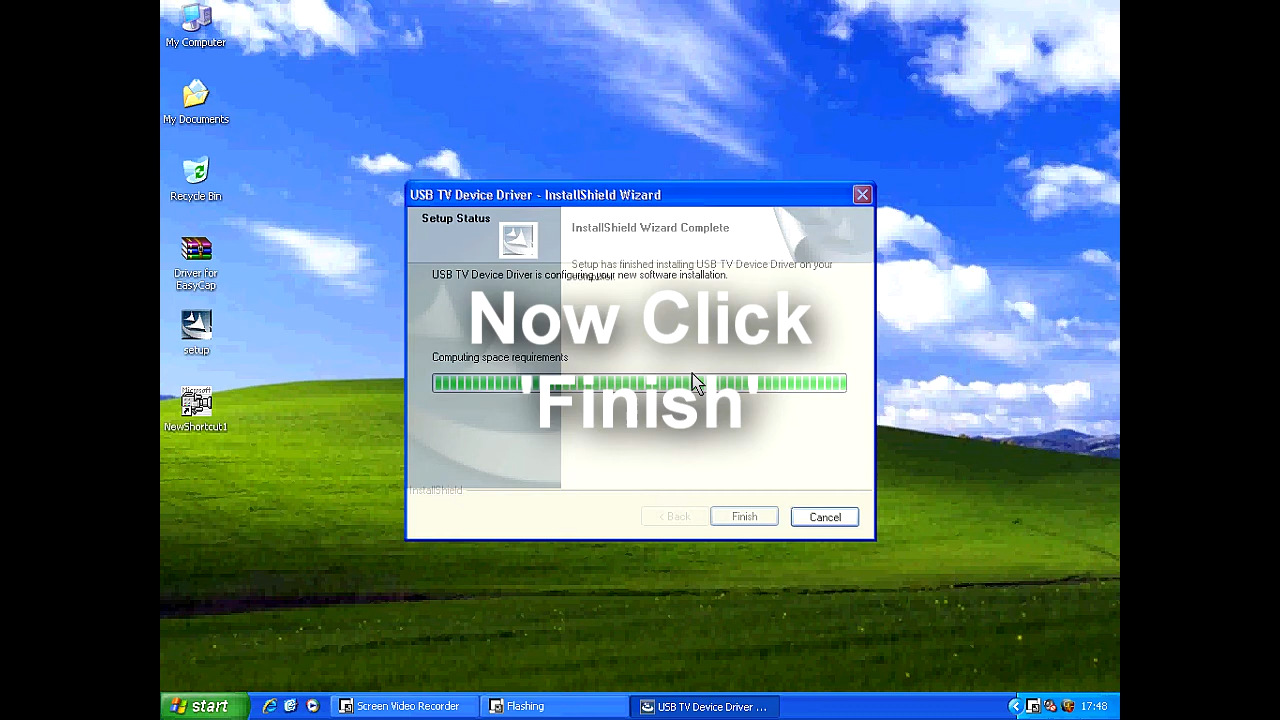 My Computer
My Documents
Recycle Bin
Driver for
EasyCap
setup
Microsoft
NewShortcut1
USB TV Device Driver - InstallShield Wizard
Setup Status
InstallShield Wizard Complete
Setup has finished installing USB TV Device Driver on your
USB TV Device Driver is configuring your new software installation.
Now Click
'Finish'
Computing space requirements
InstallShield
< Back
Finish
Cancel
start
Screen Video Recorder
Flashing
USB TV Device Driver ...
17:48